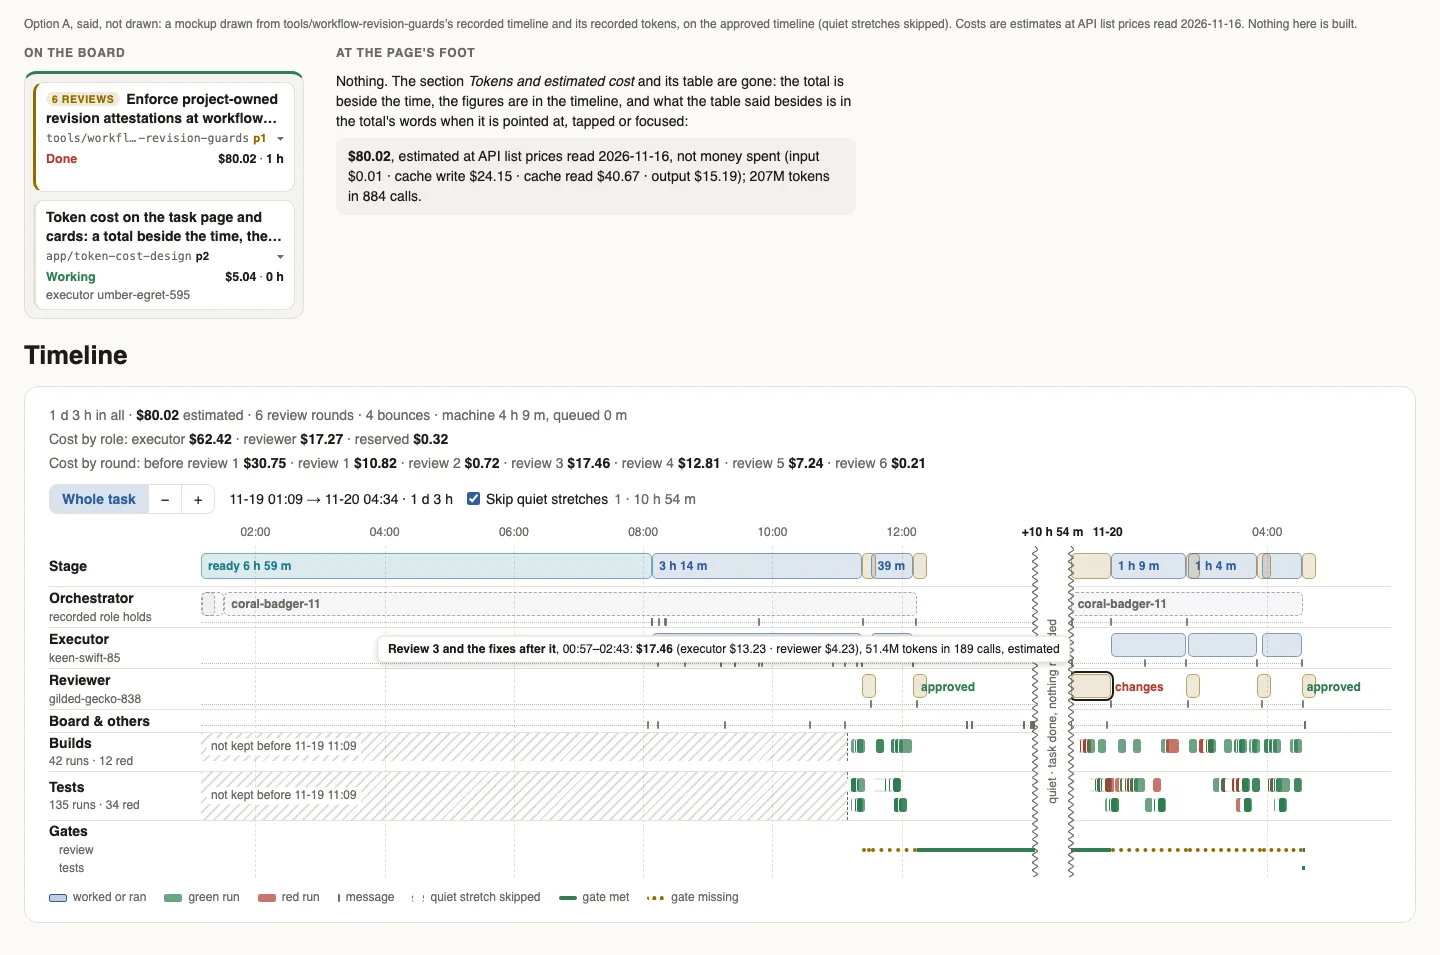 Option A, said, not drawn: a mockup drawn from tools/workflow-revision-guards's recorded timeline and its recorded tokens, on the approved timeline (quiet stretches skipped). Costs are estimates at API list prices read 2026-11-16. Nothing here is built.
ON THE BOARD
6 REVIEWS Enforce project-owned
revision attestations at workflow…
tools/workfl…-revision-guards p1
Done $80.02 · 1 h
Token cost on the task page and
cards: a total beside the time, the…
app/token-cost-design p2
Working $5.04 · 0 h
executor umber-egret-595
AT THE PAGE'S FOOT
Nothing. The section Tokens and estimated cost and its table are gone: the total is
beside the time, the figures are in the timeline, and what the table said besides is in
the total's words when it is pointed at, tapped or focused:
$80.02, estimated at API list prices read 2026-11-16, not money spent (input
$0.01 · cache write $24.15 · cache read $40.67 · output $15.19); 207M tokens
in 884 calls.
Timeline
1 d 3 h in all · $80.02 estimated · 6 review rounds · 4 bounces · machine 4 h 9 m, queued 0 m
Cost by role: executor $62.42 · reviewer $17.27 · reserved $0.32
Cost by round: before review 1 $30.75 · review 1 $10.82 · review 2 $0.72 · review 3 $17.46 · review 4 $12.81 · review 5 $7.24 · review 6 $0.21
Whole task − + 11-19 01:09 → 11-20 04:34 · 1 d 3 h Skip quiet stretches 1 · 10 h 54 m
02:00 04:00 06:00 08:00 10:00 12:00 +10 h 54 m 11-20 04:00
Stage ready 6 h 59 m 3 h 14 m 39 m 1 h 9 m 1 h 4 m
Orchestrator coral-badger-11 coral-badger-11
recorded role holds
Executor
keen-swift-85
Review 3 and the fixes after it, 00:57–02:43: $17.46 (executor $13.23 · reviewer $4.23), 51.4M tokens in 189 calls, estimated
quiet · task done, nothing
Reviewer approved changes approved
gilded-gecko-838
Board & others
Builds not kept before 11-19 11:09
42 runs · 12 red
Tests not kept before 11-19 11:09
135 runs · 34 red
Gates
review
tests
worked or ran green run red run message quiet stretch skipped gate met gate missing